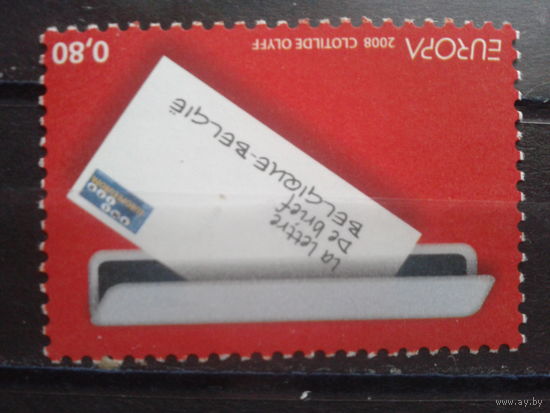 EUROPA
2008 CLOTILDE OLYFF
0,80
La Lettre
De brief
BELGIQUE-BELGIË
www.ay.by